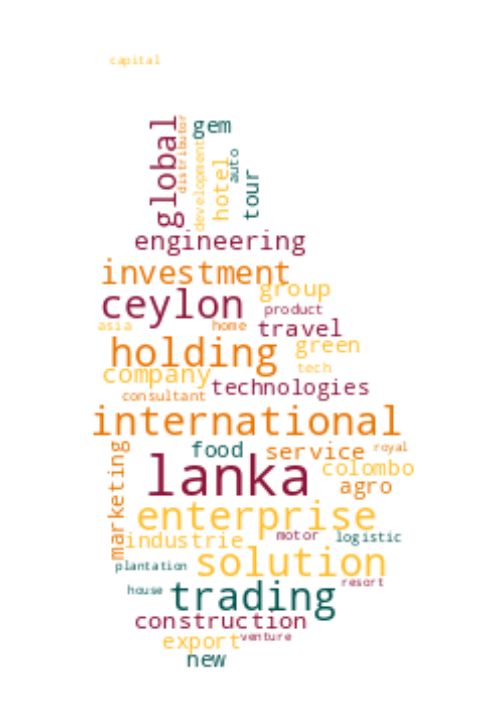 capital
global
distributor
development
gem
hotel
auto
tour
engineering
investment
group
ceylon
product
asia
home
travel
holding
green
company
tech
technologies
consultant
international
marketing
food
service
royal
lanka
colombo
agro
enterprise
industrie
motor
logistic
plantation
solution
house
trading
resort
construction
export
venture
new